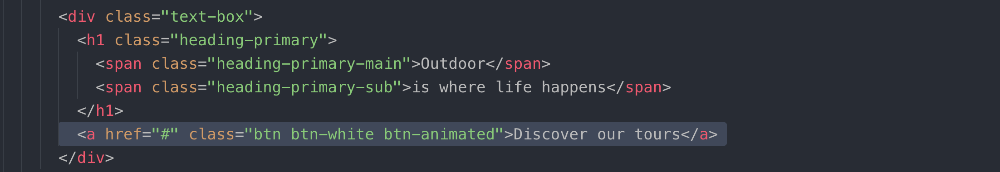 <div class="text-box">
<h1 class="heading-primary">
<span class="heading-primary-main">Outdoor</span>
<span class="heading-primary-sub">is where life happens</span>
</h1>
<a href="#" class="btn btn-white btn-animated">Discover our tours</a>
</div>